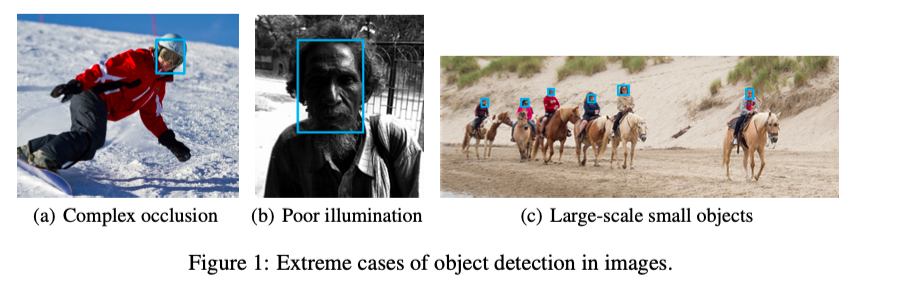 (a) Complex occlusion
(b) Poor illumination
(c) Large-scale small objects
Figure 1: Extreme cases of object detection in images.